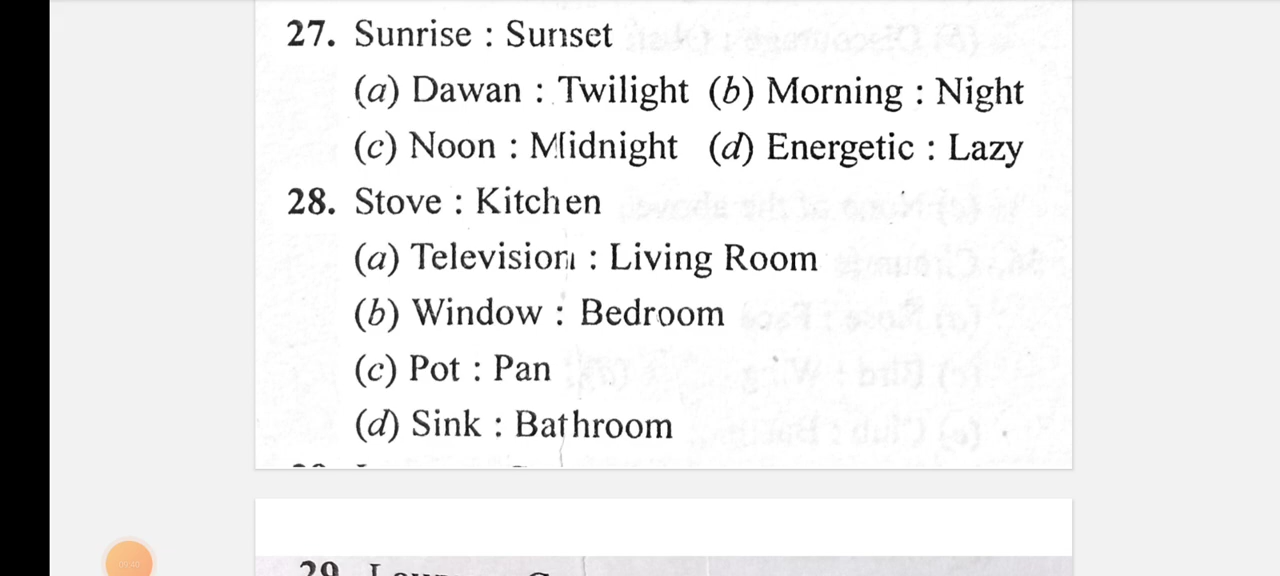 27. Sunrise : Sunset
(a) Dawan : Twilight (b) Morning : Night
(c) Noon : Midnight (d) Energetic : Lazy
28. Stove : Kitchen
(a) Television : Living Room
(b) Window : Bedroom
(c) Pot : Pan
(d) Sink : Bathroom
29.